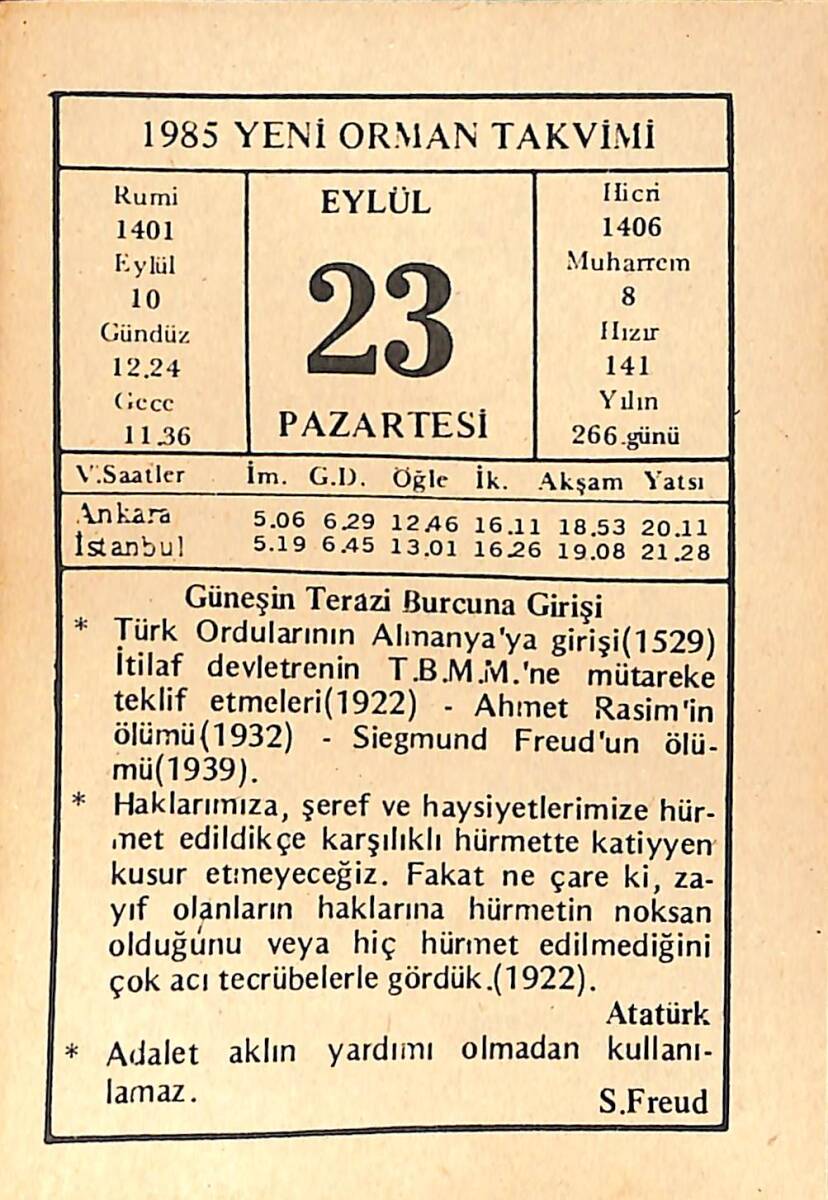 1985 YENİ ORMAN TAKVİMİ
Rumi
1401
Eylül
10
Gündüz
12.24
Gece
11.36
EYLÜL
23
PAZARTESİ
Hicri
1406
Muharrem
8
Hızır
141
Yılın
266.günü
V.Saatler İm. G.D. Öğle İk. Akşam Yatsı
Ankara 5.06 6.29 12.46 16.11 18.53 20.11
İstanbul 5.19 6.45 13.01 16.26 19.08 21.28
Güneşin Terazi Burcuna Girişi
* Türk Ordularının Almanya'ya girişi(1529)
İtilaf devletrenin T.B.M.M.'ne mütareke
teklif etmeleri(1922) - Ahmet Rasim'in
ölümü(1932) - Siegmund Freud'un ölü-
mü(1939).
* Haklarımıza, şeref ve haysiyetlerimize hür-
met edildikçe karşılıklı hürmette katiyyen
kusur etmeyeceğiz. Fakat ne çare ki, za-
yıf olanların haklarına hürmetin noksan
olduğunu veya hiç hürmet edilmediğini
çok acı tecrübelerle gördük.(1922).
Atatürk
* Adalet aklın yardımı olmadan kullanı-
lamaz.
S.Freud